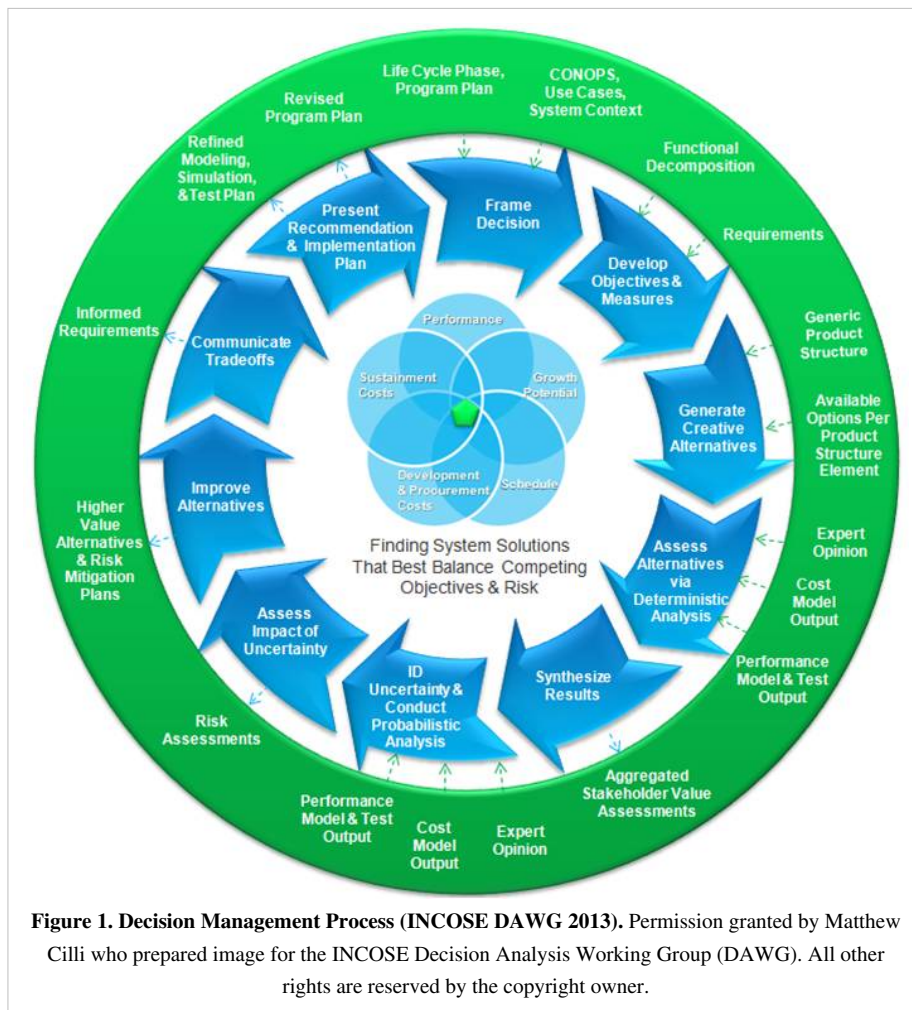 Life Cycle Phase,
Program Plan
CONOPS,
Use Cases,
System Context
Functional
Decomposition
Requirements
Generic
Product
Structure
Available
Options Per
Product
Structure
Element
Expert
Opinion
Cost
Model
Output
Performance
Model & Test
Output
Aggregated
Stakeholder Value
Assessments
Expert
Opinion
Cost
Model
Output
Performance
Model & Test
Output
Risk
Assessments
Higher
Value
Alternatives
& Risk
Mitigation
Plans
Informed
Requirements
Refined
Modeling,
Simulation,
&Test Plan
Revised
Program Plan
Frame
Decision
Develop
Objectives &
Measures
Generate
Creative
Alternatives
Assess
Alternatives
via
Deterministic
Analysis
Synthesize
Results
ID
Uncertainty &
Conduct
Probabilistic
Analysis
Assess
Impact of
Uncertainty
Improve
Alternatives
Communicate
Tradeoffs
Present
Recommendation
& Implementation
Plan
Performance
Growth
Potential
Schedule
Development
& Procurement
Costs
Sustainment
Costs
Finding System Solutions
That Best Balance Competing
Objectives & Risk
Figure 1. Decision Management Process (INCOSE DAWG 2013). Permission granted by Matthew
Cilli who prepared image for the INCOSE Decision Analysis Working Group (DAWG). All other
rights are reserved by the copyright owner.